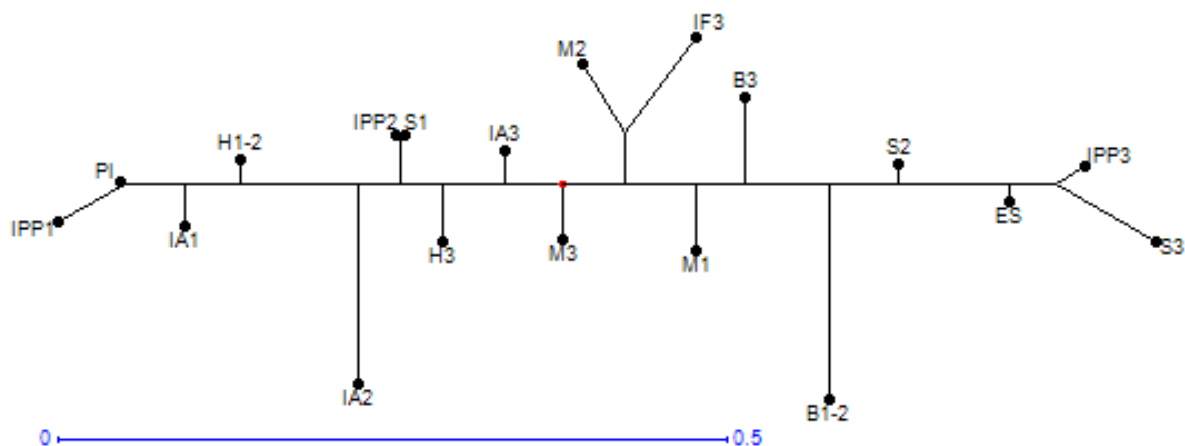 IF3
M2
B3
IPP2 S1
IA3
H1-2
S2
IPP3
PI
IPP1
IA1
H3
M3
M1
ES
S3
IA2
B1-2
0
0.5